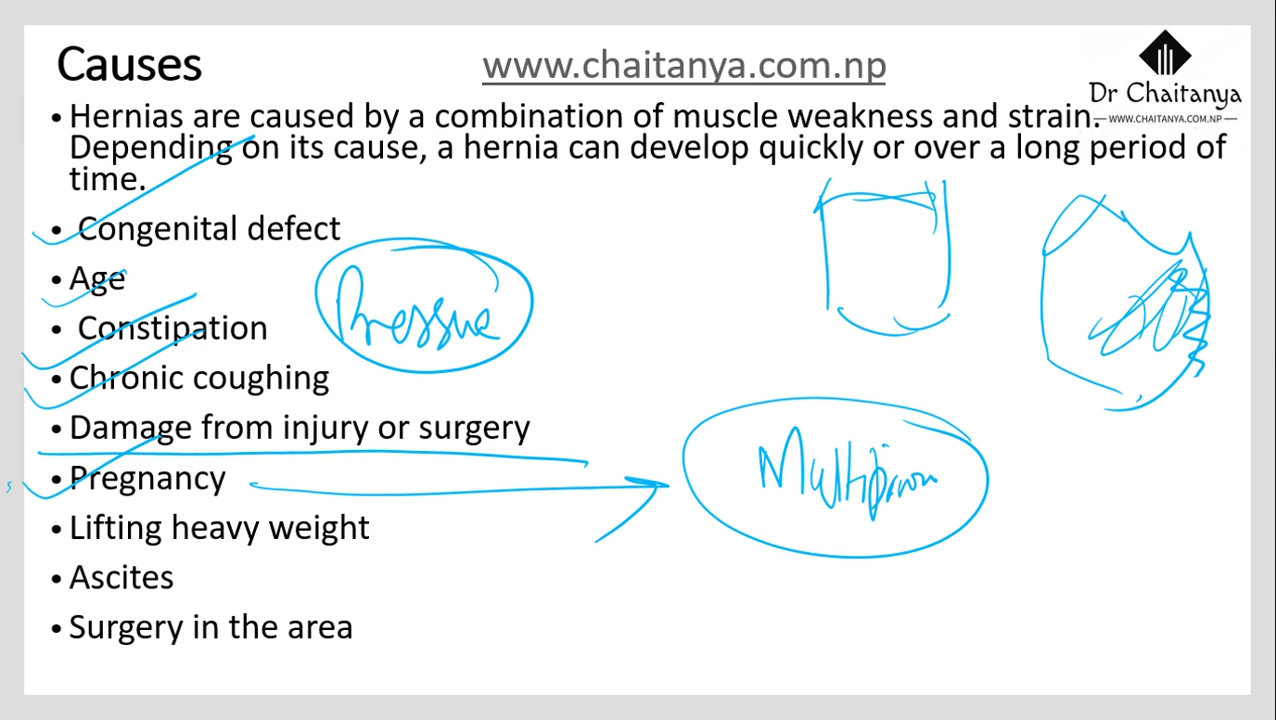 Causes
www.chaitanya.com.np
Dr Chaitanya
WWW.CHAITANYA.COM.NP
• Hernias are caused by a combination of muscle weakness and strain.
Depending on its cause, a hernia can develop quickly or over a long period of
time.
• Congenital defect
• Age
• Constipation
Pressue
• Chronic coughing
• Damage from injury or surgery
• Pregnancy
• Lifting heavy weight
• Ascites
• Surgery in the area